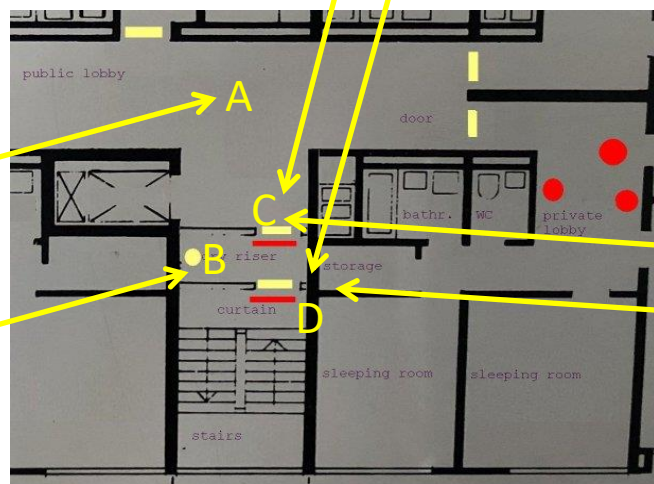 public lobby
A
door
C
bathr.
WC
private
lobby
B
riser
storage
curtain
D
sleeping room
sleeping room
stairs